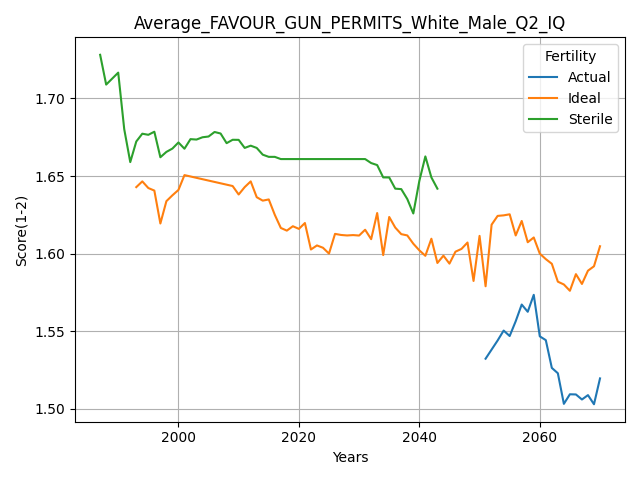 Average_FAVOUR_GUN_PERMITS_White_Male_Q2_IQ
Fertility
Actual
Ideal
Sterile
Score(1-2)
1.70
1.65
1.60
1.55
1.50
2000
2020
2040
2060
Years